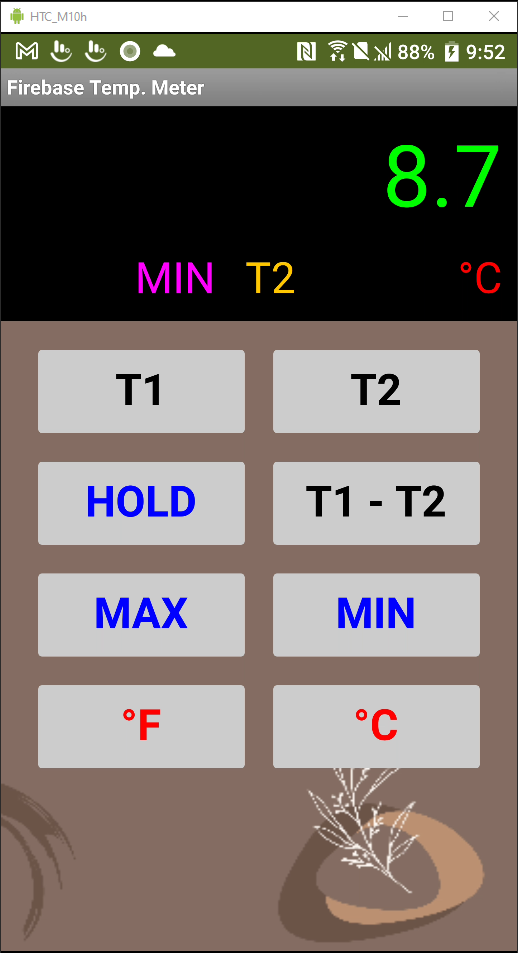 HTC_M10h
88% 9:52
Firebase Temp. Meter
8.7
MIN T2 °C
T1 T2
HOLD T1 - T2
MAX MIN
°F °C